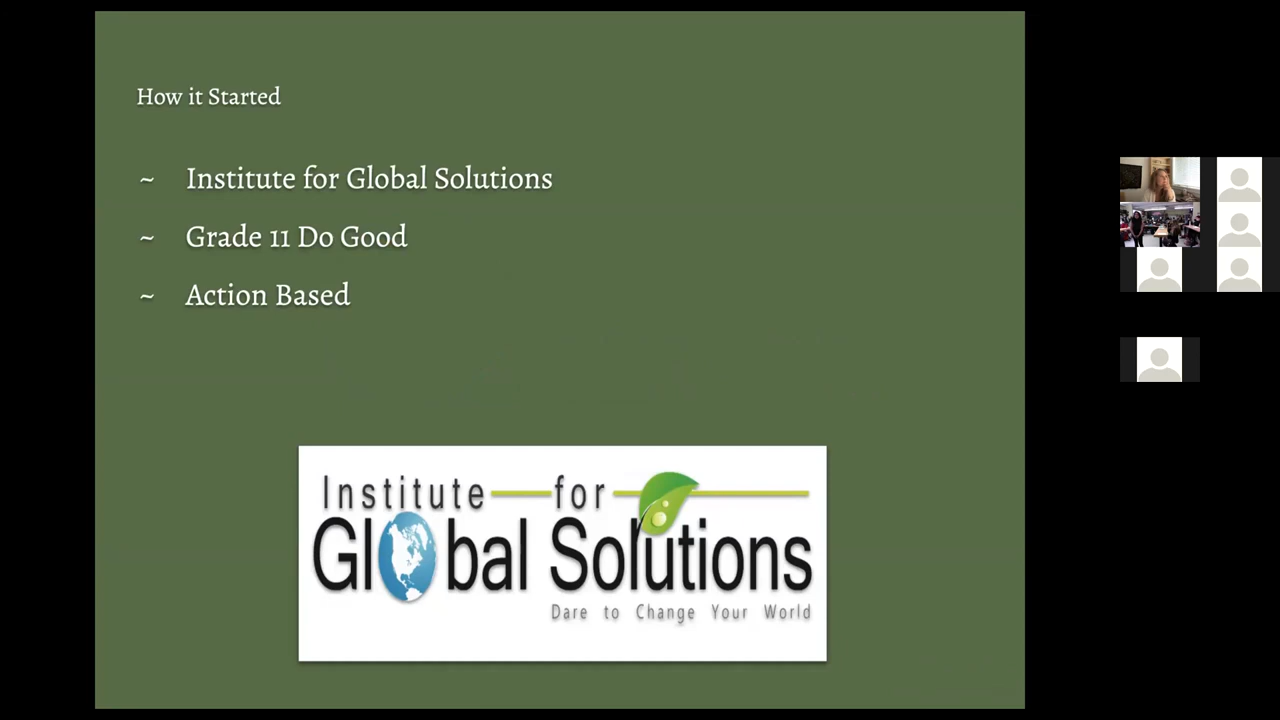 How it Started
~ Institute for Global Solutions
~ Grade 11 Do Good
~ Action Based
Institute for
Global Solutions
Dare to Change Your World